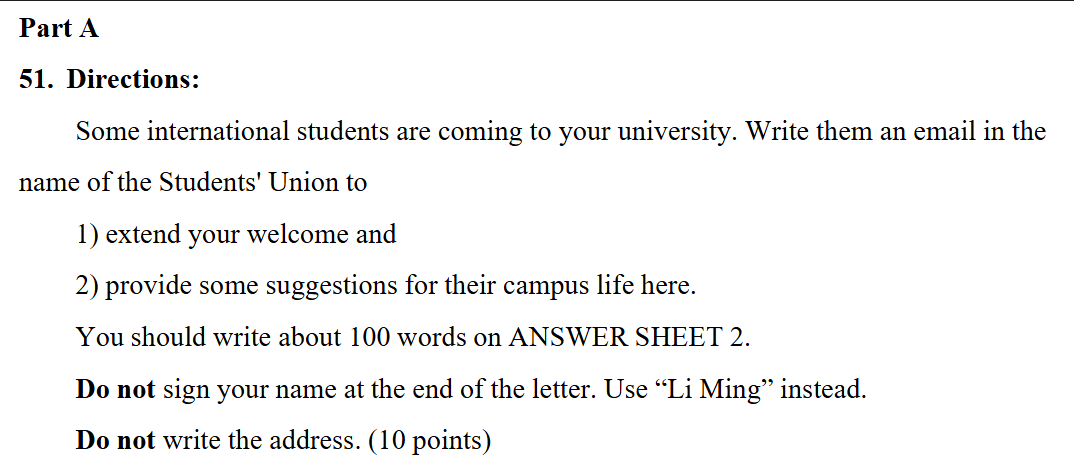 Part A
51. Directions:
Some international students are coming to your university. Write them an email in the
name of the Students' Union to
1) extend your welcome and
2) provide some suggestions for their campus life here.
You should write about 100 words on ANSWER SHEET 2.
Do not sign your name at the end of the letter. Use “Li Ming” instead.
Do not write the address. (10 points)